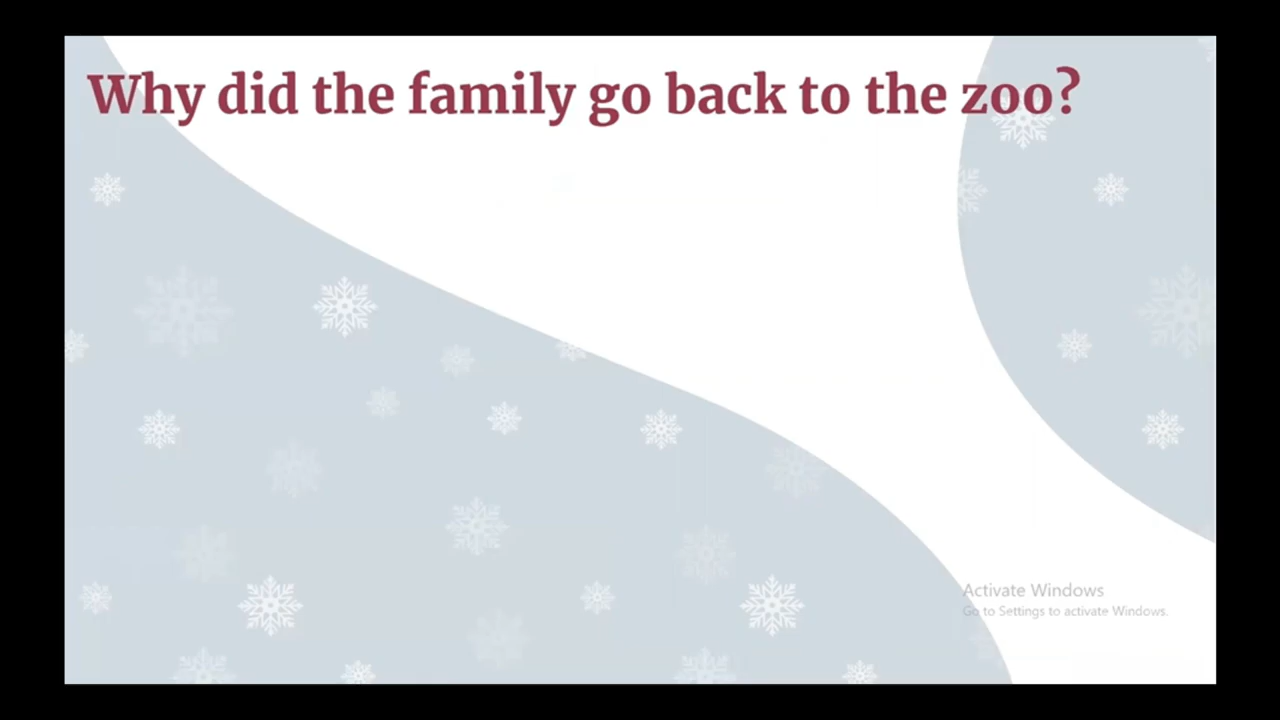 Why did the family go back to the zoo?
Activate Windows
Go to Settings to activate Windows.